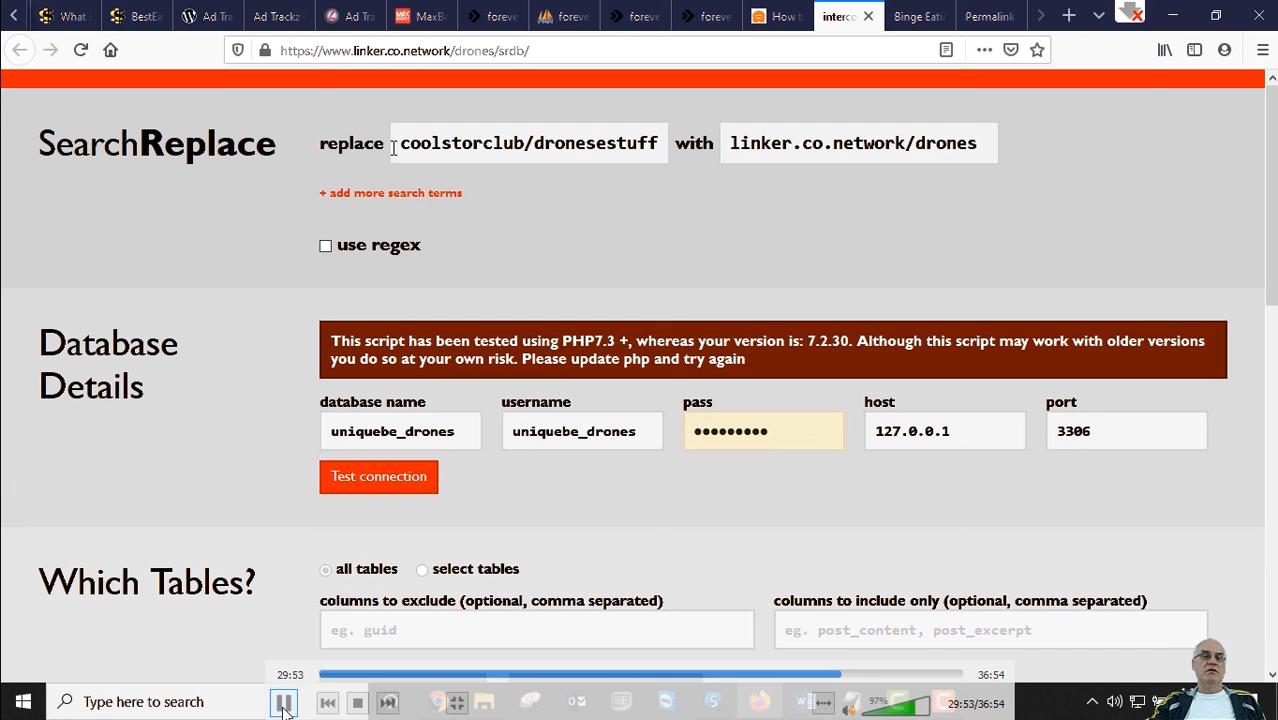 What
BestEa
Ad Trackz
Ad Trackz
Ad Tra
MaxBo
foreve
foreve
foreve
foreve
How t
interco
Binge Eati
Permalink
https://www.linker.co.network/drones/srdb/
SearchReplace
replace coolstorclub/dronesestuff with linker.co.network/drones
+ add more search terms
use regex
Database
Details
This script has been tested using PHP7.3 +, whereas your version is: 7.2.30. Although this script may work with older versions
you do so at your own risk. Please update php and try again
database name username pass host port
uniquebe_drones uniquebe_drones ●●●●●●●●● 127.0.0.1 3306
Test connection
Which Tables?
all tables select tables
columns to exclude (optional, comma separated) columns to include only (optional, comma separated)
eg. guid eg. post_content, post_excerpt
29:53 36:54
Type here to search
97%
29:53/36:54